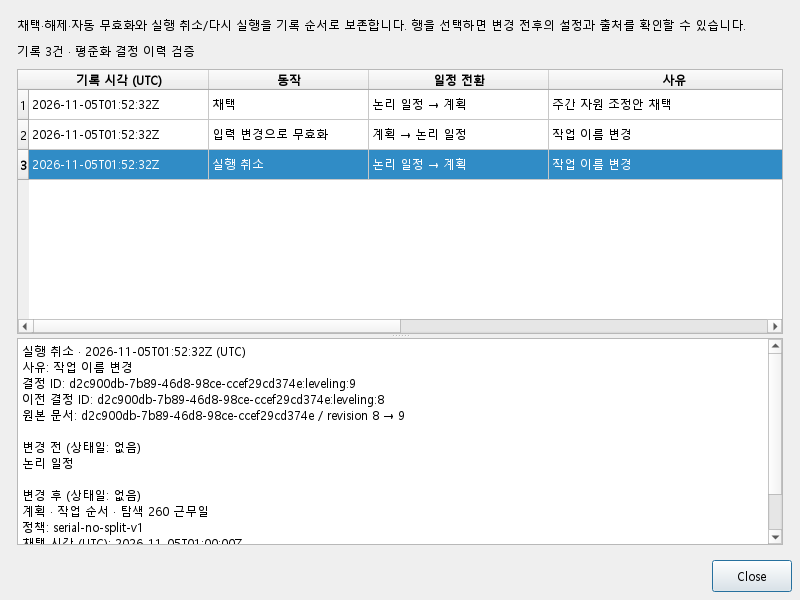 채택·해제·자동 무효화와 실행 취소/다시 실행을 기록 순서로 보존합니다. 행을 선택하면 변경 전후의 설정과 출처를 확인할 수 있습니다.
기록 3건 · 평준화 결정 이력 검증
기록 시각 (UTC) 동작 일정 전환 사유
1 2026-11-05T01:52:32Z 채택 논리 일정 → 계획 주간 자원 조정안 채택
2 2026-11-05T01:52:32Z 입력 변경으로 무효화 계획 → 논리 일정 작업 이름 변경
3 2026-11-05T01:52:32Z 실행 취소 논리 일정 → 계획 작업 이름 변경
실행 취소 · 2026-11-05T01:52:32Z (UTC)
사유: 작업 이름 변경
결정 ID: d2c900db-7b89-46d8-98ce-ccef29cd374e:leveling:9
이전 결정 ID: d2c900db-7b89-46d8-98ce-ccef29cd374e:leveling:8
원본 문서: d2c900db-7b89-46d8-98ce-ccef29cd374e / revision 8 → 9
변경 전 (상태일: 없음)
논리 일정
변경 후 (상태일: 없음)
계획 · 작업 순서 · 탐색 260 근무일
정책: serial-no-split-v1
채택 시각 (UTC): 2026-11-05T01:00:00Z
Close